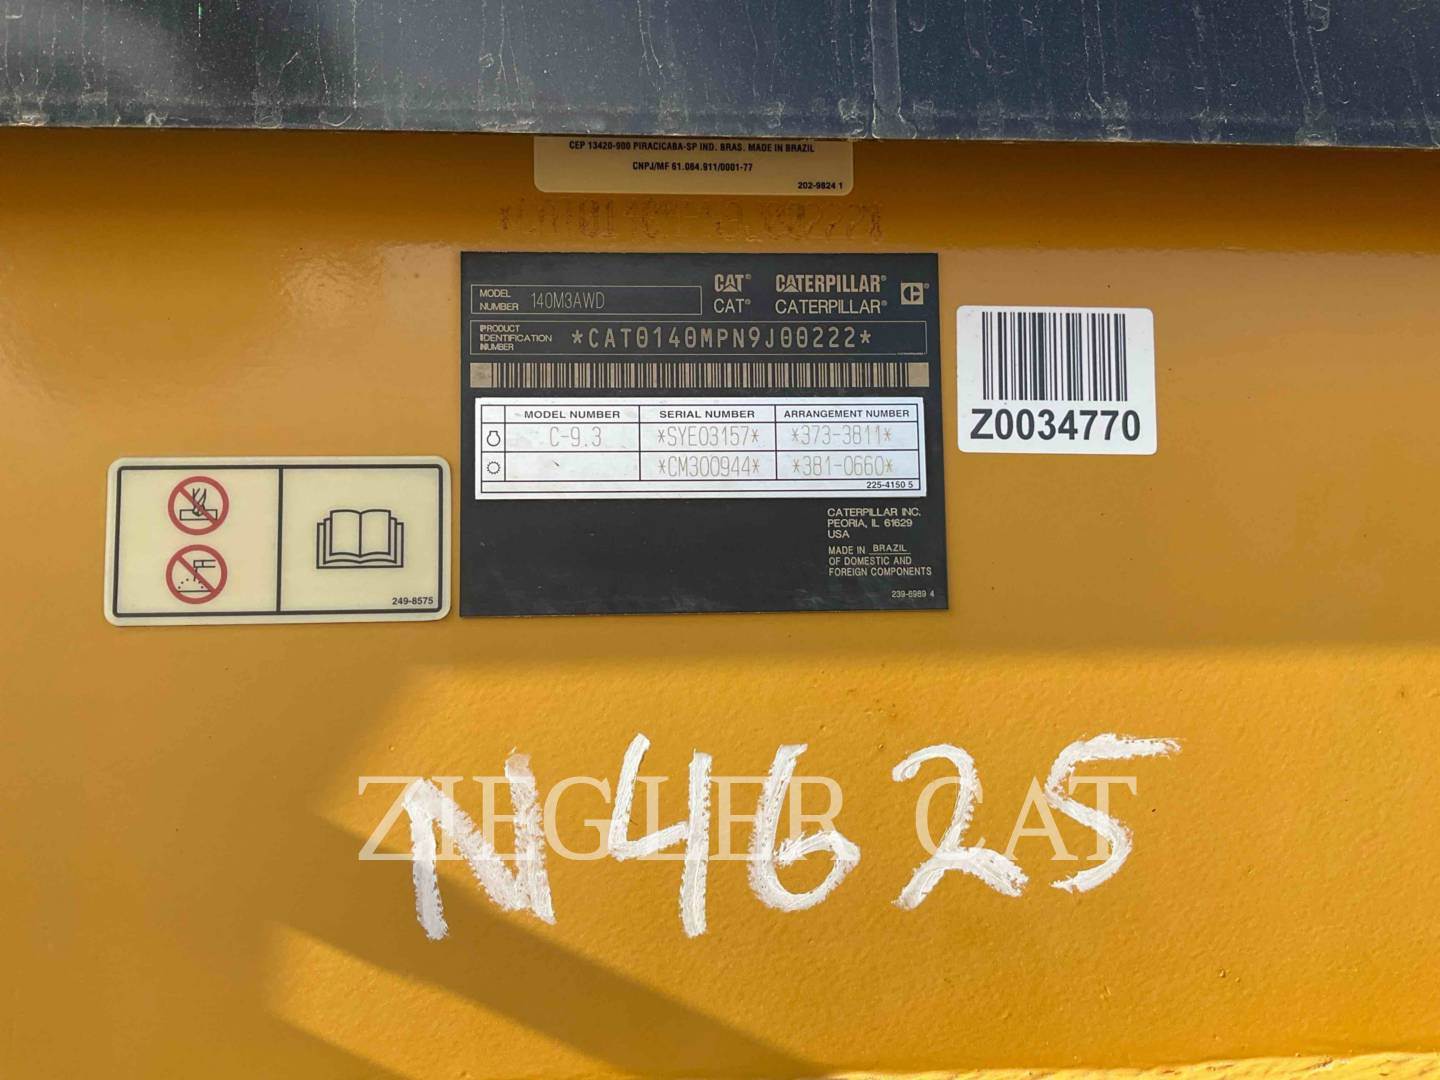 CEP 13420-900 PIRACICABA-SP IND. BRAS. MADE IN BRAZIL
CNPJ/MF 61.064.911/0001-77
202-9824 1
MODEL NUMBER 140M3AWD
CAT® CATERPILLAR®
CAT® CATERPILLAR®
PRODUCT IDENTIFICATION NUMBER *CAT0140MPN9J00222*
MODEL NUMBER SERIAL NUMBER ARRANGEMENT NUMBER
C-9.3 *SYE03157* *373-3811*
*CM300944* *381-0660*
225-4150 5
CATERPILLAR INC.
PEORIA, IL 61629
USA
MADE IN BRAZIL
OF DOMESTIC AND
FOREIGN COMPONENTS
239-6989 4
Z0034770
249-8575
N4625
ZIEGLER CAT